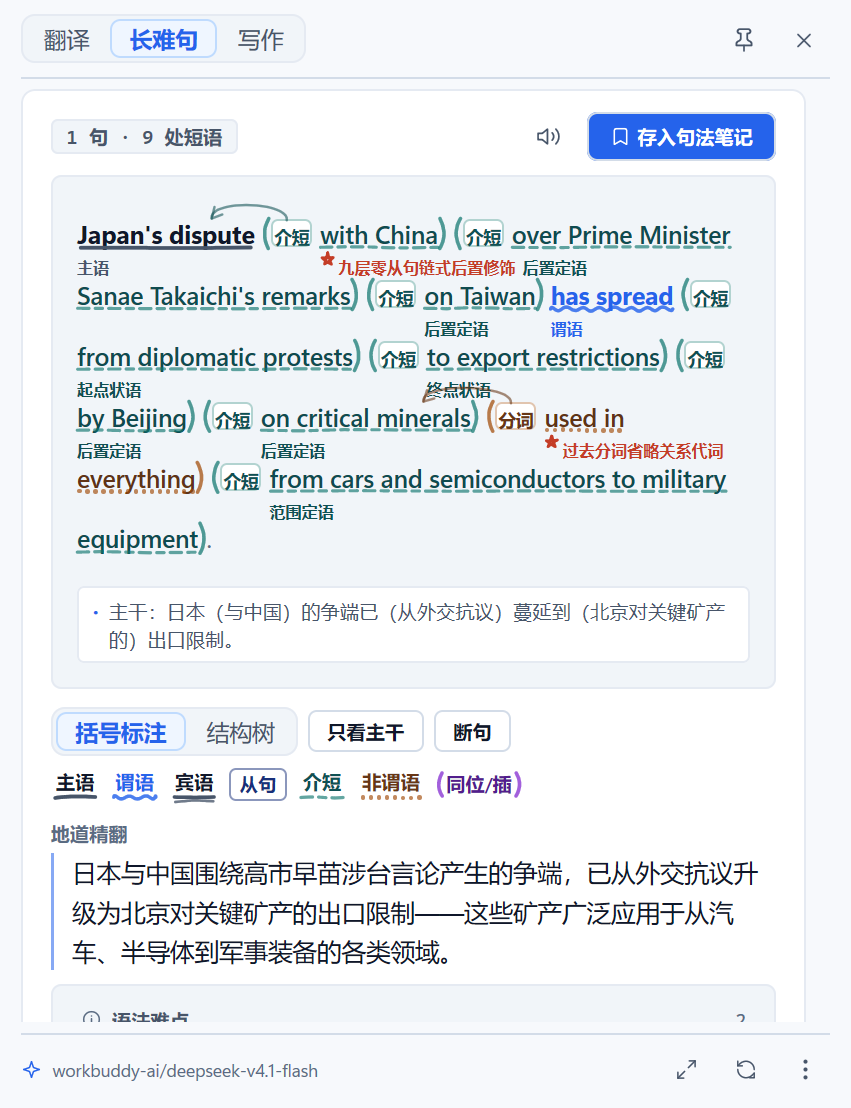 翻译 长难句 写作
1 句 · 9 处短语 存入句法笔记
Japan's dispute (介短 with China) (介短 over Prime Minister
主语 九层零从句链式后置修饰 后置定语
Sanae Takaichi's remarks) (介短 on Taiwan) has spread (介短
后置定语 谓语
from diplomatic protests) (介短 to export restrictions) (介短
起点状语 终点状语
by Beijing) (介短 on critical minerals) (分词 used in
后置定语 后置定语 过去分词省略关系代词
everything) (介短 from cars and semiconductors to military
范围定语
equipment).
· 主干：日本（与中国）的争端已（从外交抗议）蔓延到（北京对关键矿产
的）出口限制。
括号标注 结构树 只看主干 断句
主语 谓语 宾语 从句 介短 非谓语 (同位/插)
地道精翻
日本与中国围绕高市早苗涉台言论产生的争端，已从外交抗议升
级为北京对关键矿产的出口限制——这些矿产广泛应用于从汽
车、半导体到军事装备的各类领域。
语法难点 2
workbuddy-ai/deepseek-v4.1-flash